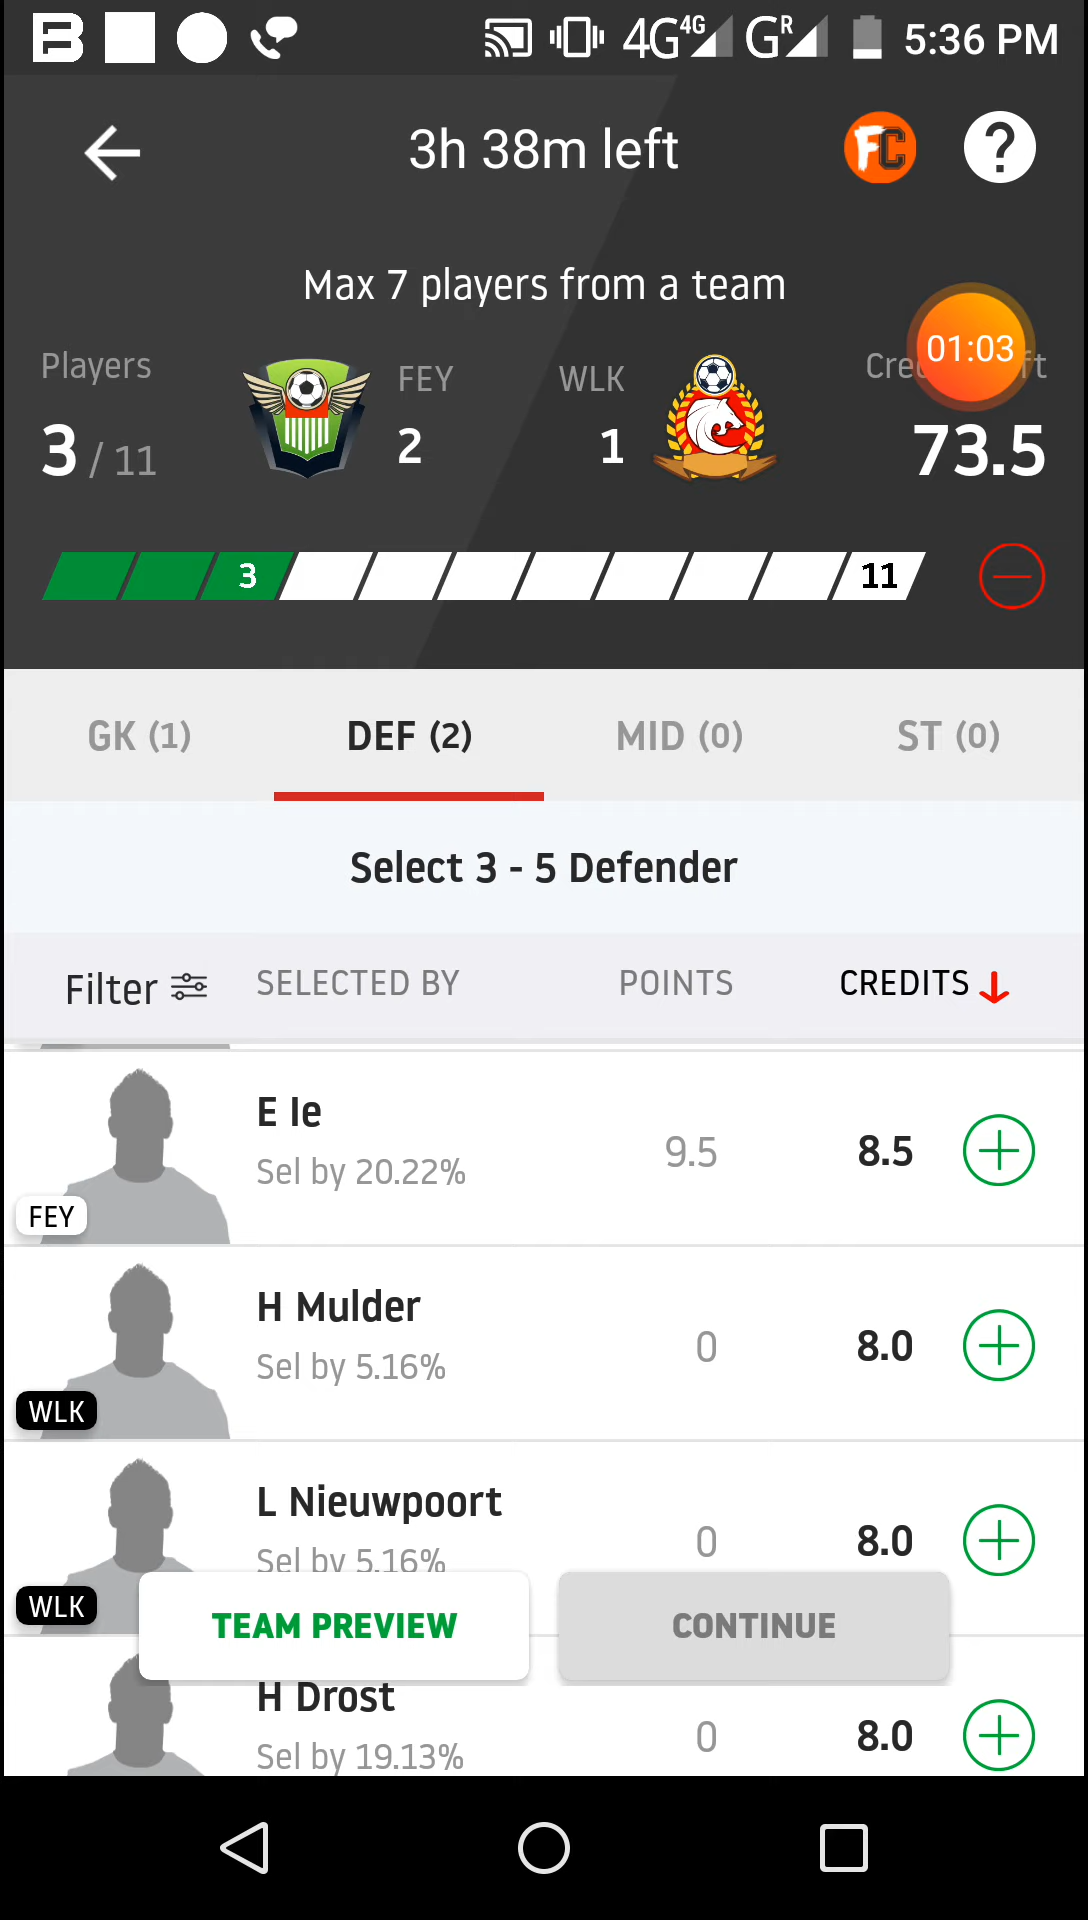 4G 4G G R 5:36 PM
3h 38m left FC ?
Max 7 players from a team
01:03
Players FEY WLK
3 / 11 2 1 73.5
3 11
GK (1) DEF (2) MID (0) ST (0)
Select 3 - 5 Defender
Filter SELECTED BY POINTS CREDITS
E Ie
Sel by 20.22% 9.5 8.5
FEY
H Mulder
Sel by 5.16% 0 8.0
WLK
L Nieuwpoort
Sel by 5.16% 0 8.0
WLK
TEAM PREVIEW CONTINUE
H Drost
Sel by 19.13% 0 8.0